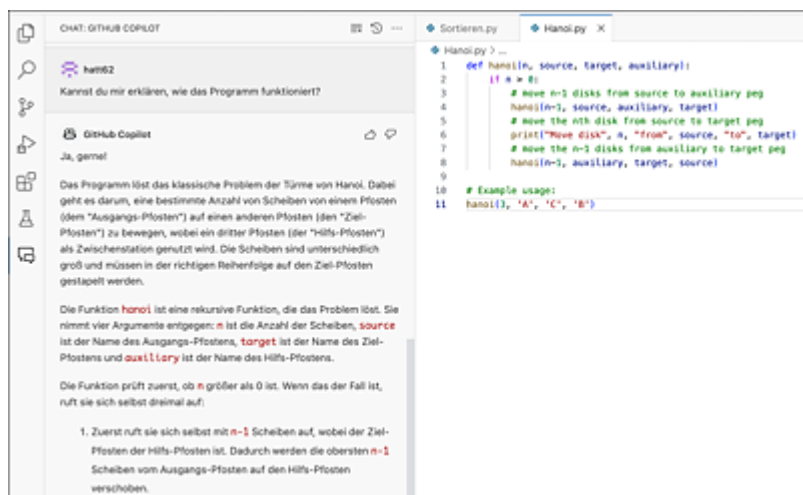 CHAT: GITHUB COPILOT
hatt62
Kannst du mir erklären, wie das Programm funktioniert?
GitHub Copilot
Ja, gerne!
Das Programm löst das klassische Problem der Türme von Hanoi. Dabei
geht es darum, eine bestimmte Anzahl von Scheiben von einem Pfosten
(dem "Ausgangs-Pfosten") auf einen anderen Pfosten (den "Ziel-
Pfosten") zu bewegen, wobei ein dritter Pfosten (der "Hilfs-Pfosten")
als Zwischenstation genutzt wird. Die Scheiben sind unterschiedlich
groß und müssen in der richtigen Reihenfolge auf den Ziel-Pfosten
gestapelt werden.
Die Funktion hanoi ist eine rekursive Funktion, die das Problem löst. Sie
nimmt vier Argumente entgegen: n ist die Anzahl der Scheiben, source
ist der Name des Ausgangs-Pfostens, target ist der Name des Ziel-
Pfostens und auxiliary ist der Name des Hilfs-Pfostens.
Die Funktion prüft zuerst, ob n größer als 0 ist. Wenn das der Fall ist,
ruft sie sich selbst dreimal auf:
1. Zuerst ruft sie sich selbst mit n-1 Scheiben auf, wobei der Ziel-
Pfosten der Hilfs-Pfosten ist. Dadurch werden die obersten n-1
Scheiben vom Ausgangs-Pfosten auf den Hilfs-Pfosten
verschoben.
Sortieren.py
Hanoi.py ×
Hanoi.py > ...
1 def hanoi(n, source, target, auxiliary):
2 if n > 0:
3 # move n-1 disks from source to auxiliary peg
4 hanoi(n-1, source, auxiliary, target)
5 # move the nth disk from source to target peg
6 print("Move disk", n, "from", source, "to", target)
7 # move the n-1 disks from auxiliary to target peg
8 hanoi(n-1, auxiliary, target, source)
9
10 # Example usage:
11 hanoi(3, 'A', 'C', 'B')